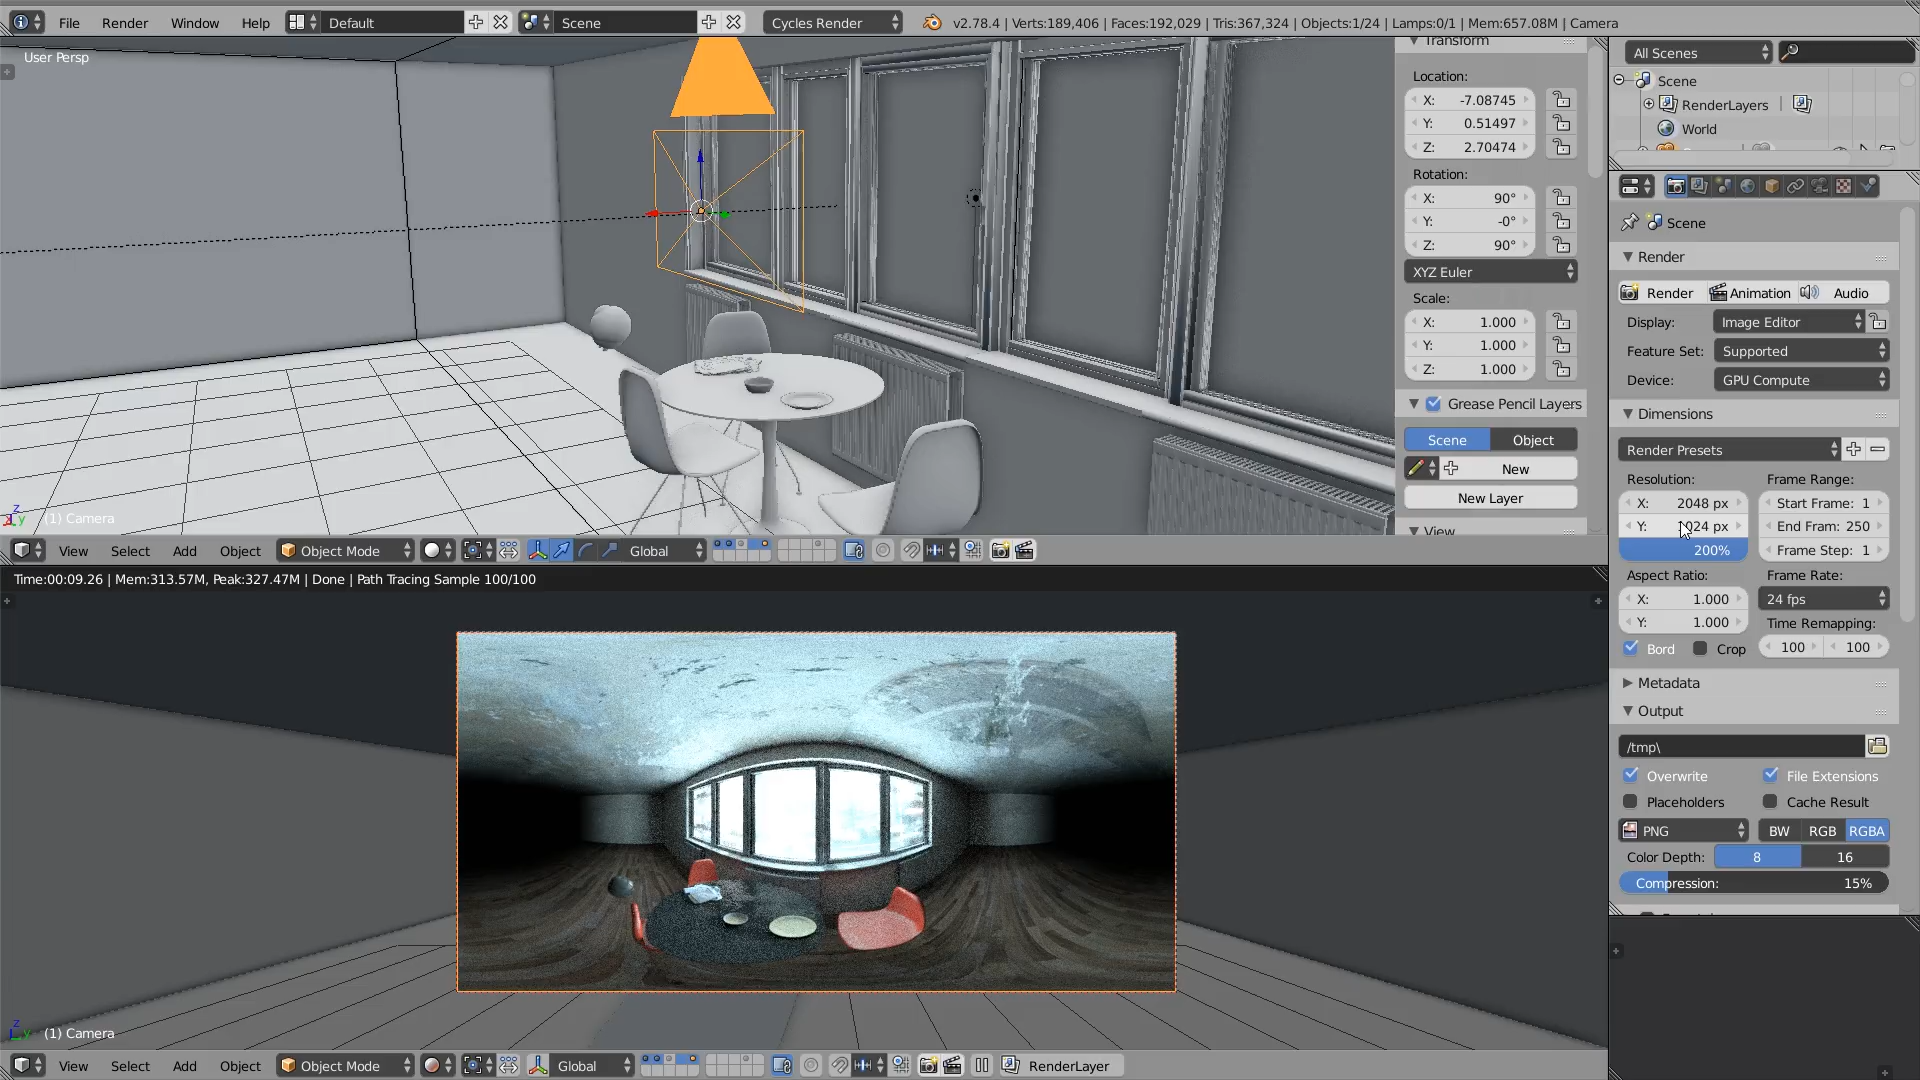 File Render Window Help Default Scene Cycles Render v2.78.4 | Verts:189,406 | Faces:192,029 | Tris:367,324 | Objects:1/24 | Lamps:0/1 | Mem:657.08M | Camera
User Persp
(1) Camera
View Select Add Object Object Mode Global
Transform
Location:
X: -7.08745
Y: 0.51497
Z: 2.70474
Rotation:
X: 90°
Y: -0°
Z: 90°
XYZ Euler
Scale:
X: 1.000
Y: 1.000
Z: 1.000
Grease Pencil Layers
Scene Object
New
New Layer
View
All Scenes
Scene
RenderLayers
World
Scene
Render
Render Animation Audio
Display: Image Editor
Feature Set: Supported
Device: GPU Compute
Dimensions
Render Presets
Resolution: Frame Range:
X: 2048 px Start Frame: 1
Y: 1024 px End Fram: 250
200% Frame Step: 1
Aspect Ratio: Frame Rate:
X: 1.000 24 fps
Y: 1.000 Time Remapping:
Bord Crop 100 100
Metadata
Output
/tmp\
Overwrite File Extensions
Placeholders Cache Result
PNG BW RGB RGBA
Color Depth: 8 16
Compression: 15%
Time:00:09.26 | Mem:313.57M, Peak:327.47M | Done | Path Tracing Sample 100/100
(1) Camera
View Select Add Object Object Mode Global RenderLayer